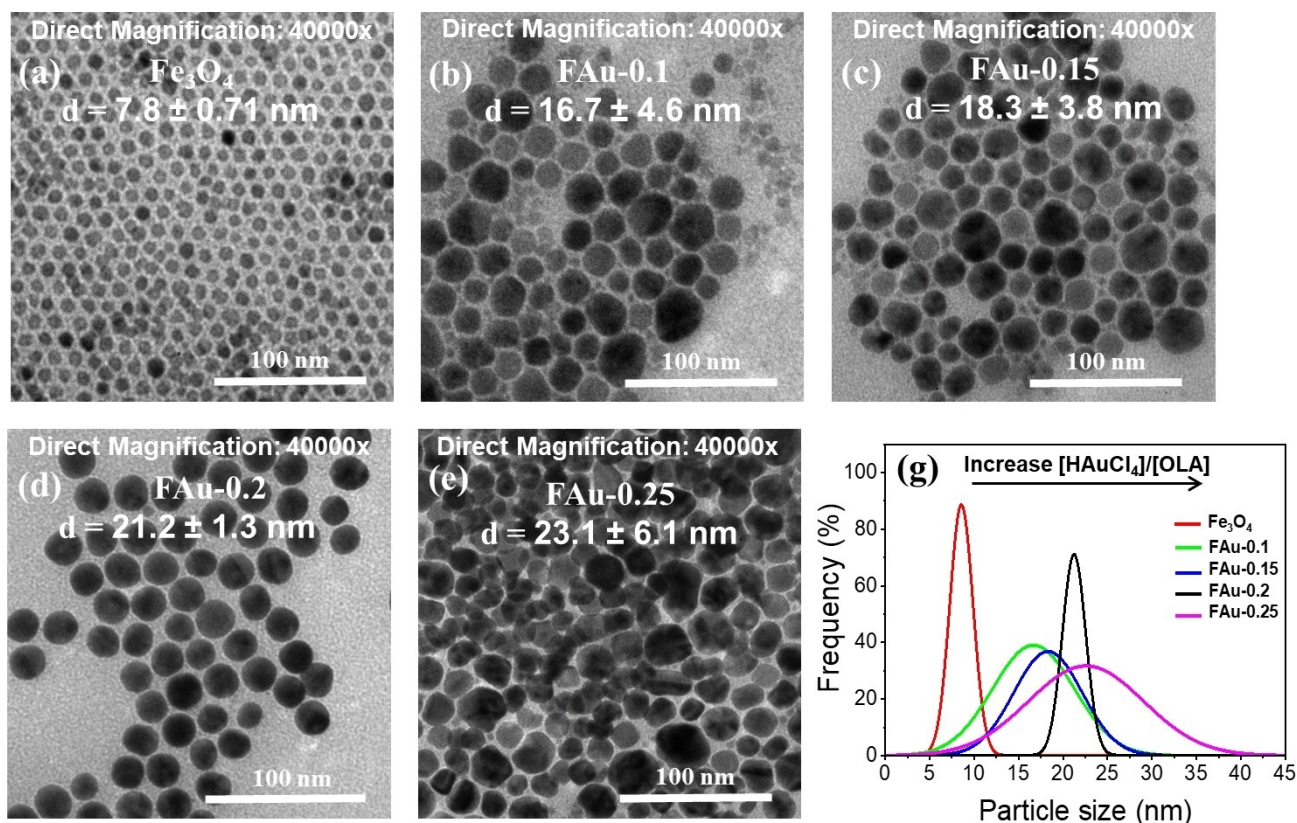 Direct Magnification: 40000x
(a) Fe₃O₄
d = 7.8 ± 0.71 nm
100 nm
Direct Magnification: 40000x
(b) FAu-0.1
d = 16.7 ± 4.6 nm
100 nm
Direct Magnification: 40000x
(c) FAu-0.15
d = 18.3 ± 3.8 nm
100 nm
Direct Magnification: 40000x
(d) FAu-0.2
d = 21.2 ± 1.3 nm
100 nm
Direct Magnification: 40000x
(e) FAu-0.25
d = 23.1 ± 6.1 nm
100 nm
(g) Increase [HAuCl₄]/[OLA]
Fe₃O₄
FAu-0.1
FAu-0.15
FAu-0.2
FAu-0.25
Frequency (%)
100
80
60
40
20
0
0 5 10 15 20 25 30 35 40 45
Particle size (nm)